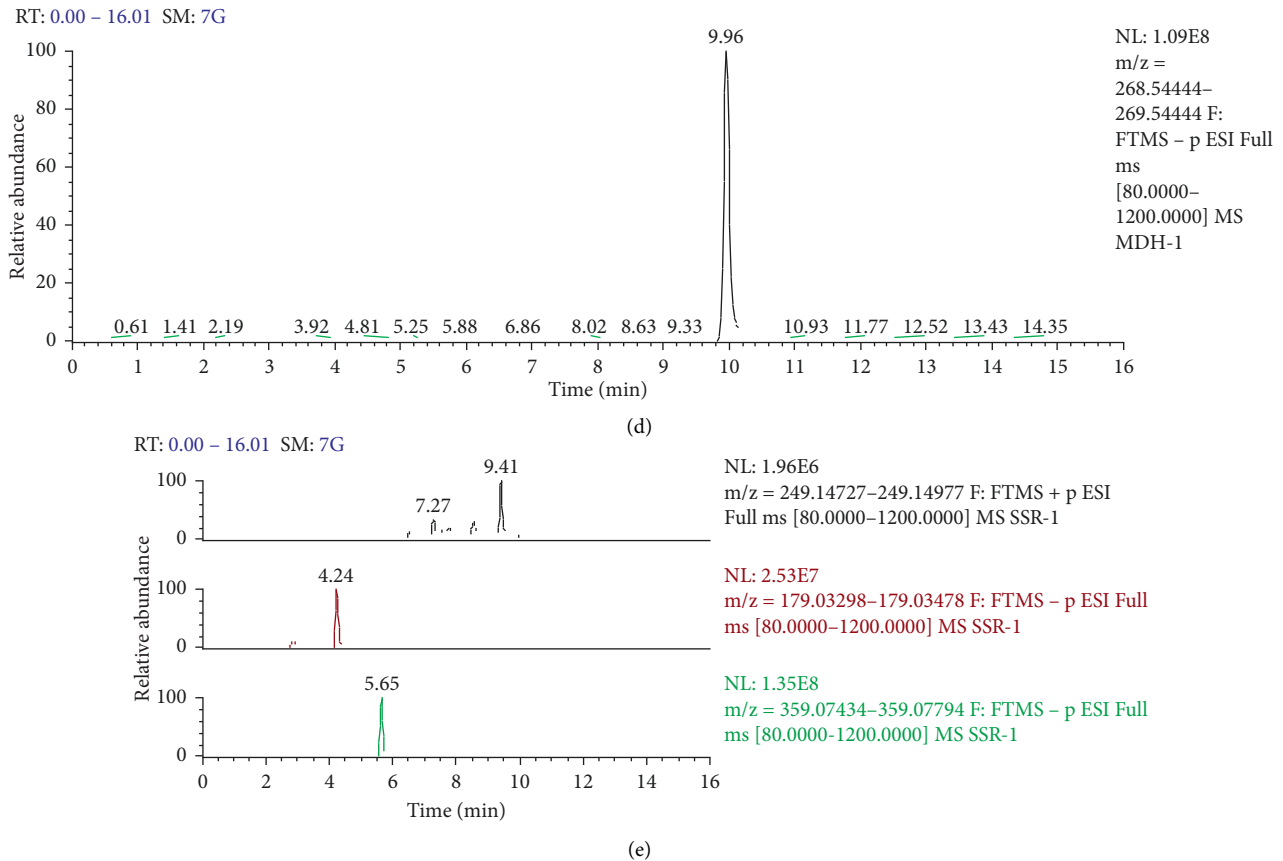 RT: 0.00 – 16.01 SM: 7G
Relative abundance
100
80
60
40
20
0
9.96
0.61 1.41 2.19 3.92 4.81 5.25 5.88 6.86 8.02 8.63 9.33 10.93 11.77 12.52 13.43 14.35
0 1 2 3 4 5 6 7 8 9 10 11 12 13 14 15 16
Time (min)
NL: 1.09E8
m/z =
268.54444–
269.54444 F:
FTMS – p ESI Full
ms
[80.0000–
1200.0000] MS
MDH-1
(d)
RT: 0.00 – 16.01 SM: 7G
Relative abundance
100
0
7.27
9.41
NL: 1.96E6
m/z = 249.14727–249.14977 F: FTMS + p ESI
Full ms [80.0000–1200.0000] MS SSR-1
100
0
4.24
NL: 2.53E7
m/z = 179.03298–179.03478 F: FTMS – p ESI Full
ms [80.0000–1200.0000] MS SSR-1
100
0
5.65
NL: 1.35E8
m/z = 359.07434–359.07794 F: FTMS – p ESI Full
ms [80.0000-1200.0000] MS SSR-1
0 2 4 6 8 10 12 14 16
Time (min)
(e)